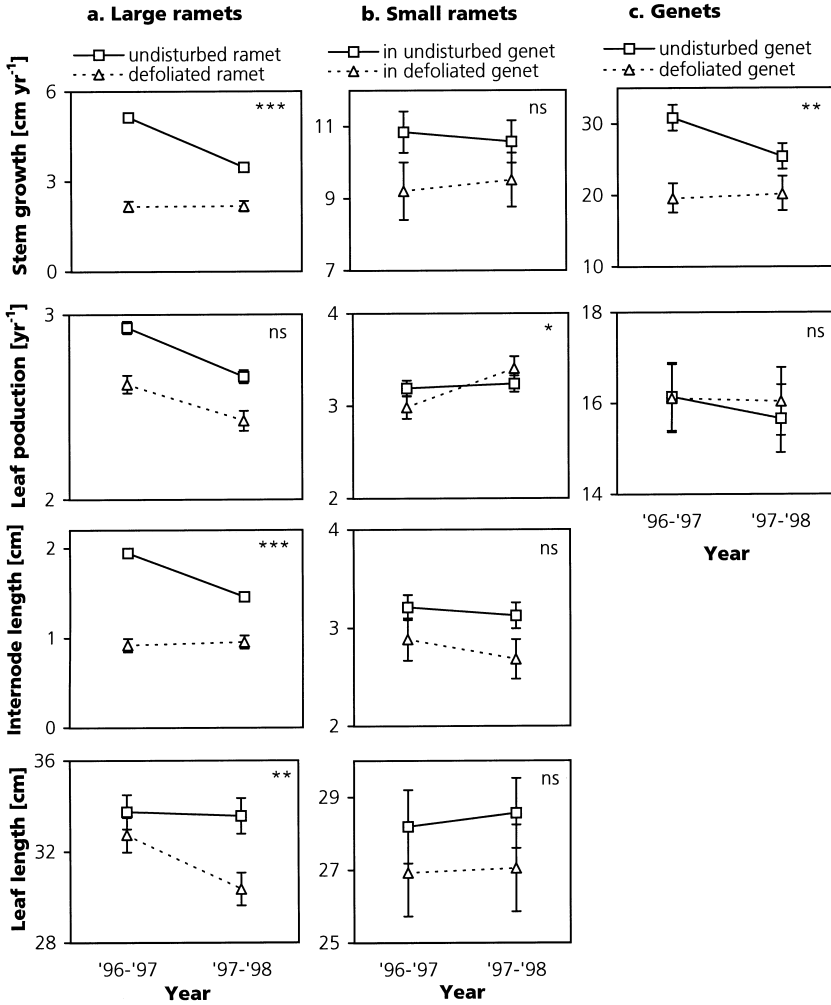 a. Large ramets
b. Small ramets
c. Genets
undisturbed ramet
defoliated ramet
in undisturbed genet
in defoliated genet
undisturbed genet
defoliated genet
Stem growth [cm yr-1]
6
3
0
***
11
9
7
ns
30
20
10
**
Leaf poduction [yr-1]
3
2
ns
4
3
2
*
18
16
14
ns
'96-'97
'97-'98
Year
Internode length [cm]
2
1
0
***
4
3
2
ns
Leaf length [cm]
36
32
28
**
29
27
25
ns
'96-'97
'97-'98
Year
'96-'97
'97-'98
Year